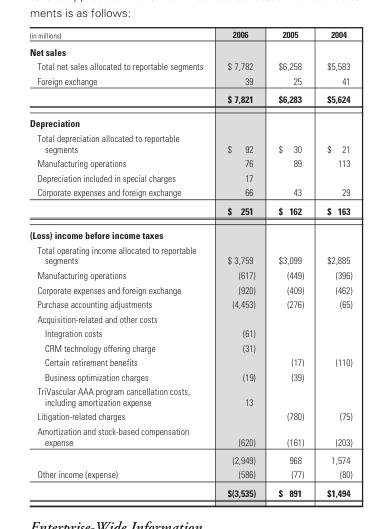 ments is as follows:
(in millions) 2006 2005 2004
Net sales
Total net sales allocated to reportable segments $ 7,782 $6,258 $5,583
Foreign exchange 39 25 41
$ 7,821 $6,283 $5,624
Depreciation
Total depreciation allocated to reportable
segments $ 92 $ 30 $ 21
Manufacturing operations 76 89 113
Depreciation included in special charges 17
Corporate expenses and foreign exchange 66 43 29
$ 251 $ 162 $ 163
(Loss) income before income taxes
Total operating income allocated to reportable
segments $ 3,759 $3,099 $2,885
Manufacturing operations (617) (449) (396)
Corporate expenses and foreign exchange (920) (409) (462)
Purchase accounting adjustments (4,453) (276) (65)
Acquisition-related and other costs
Integration costs (61)
CRM technology offering charge (31)
Certain retirement benefits (17) (110)
Business optimization charges (19) (39)
TriVascular AAA program cancellation costs,
including amortization expense 13
Litigation-related charges (780) (75)
Amortization and stock-based compensation
expense (620) (161) (203)
(2,949) 968 1,574
Other income (expense) (586) (77) (80)
$(3,535) $ 891 $1,494
Enterprise-Wide Information